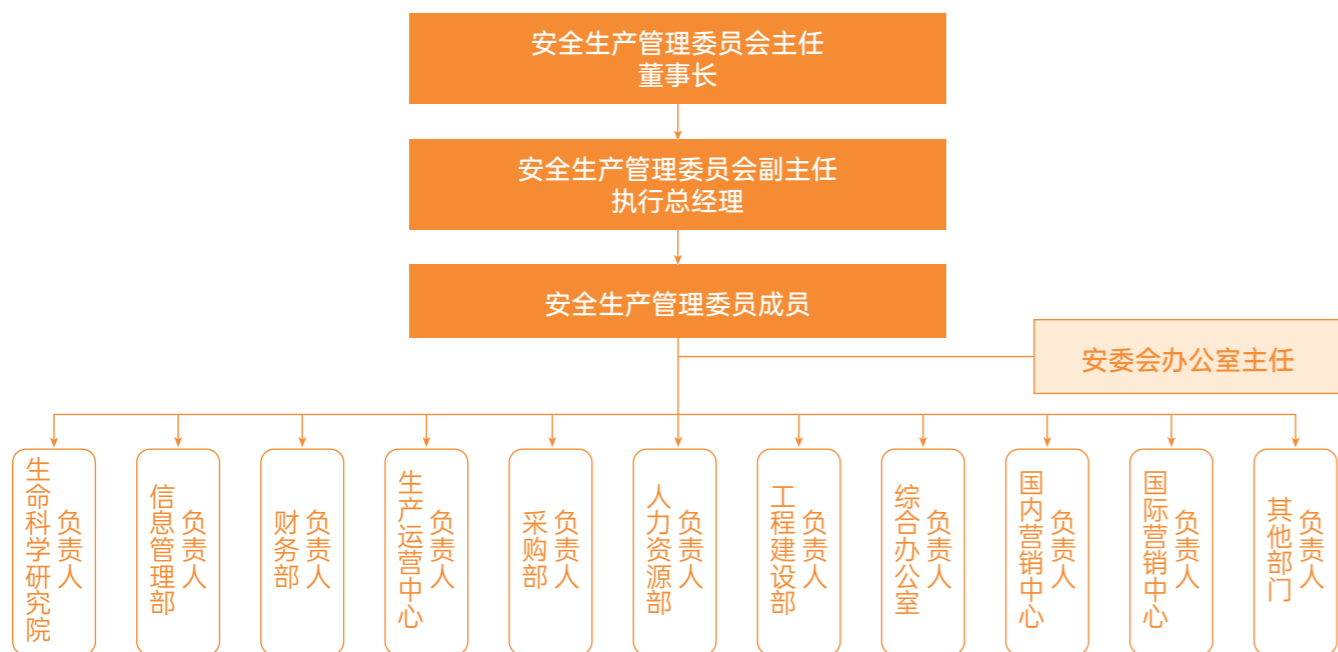 安全生产管理委员会主任
董事长
安全生产管理委员会副主任
执行总经理
安全生产管理委员成员
安委会办公室主任
生命科学研究院
负责人
信息管理部
负责人
财务部
负责人
生产运营中心
负责人
采购部
负责人
人力资源部
负责人
工程建设部
负责人
综合办公室
负责人
国内营销中心
负责人
国际营销中心
负责人
其他部门
负责人